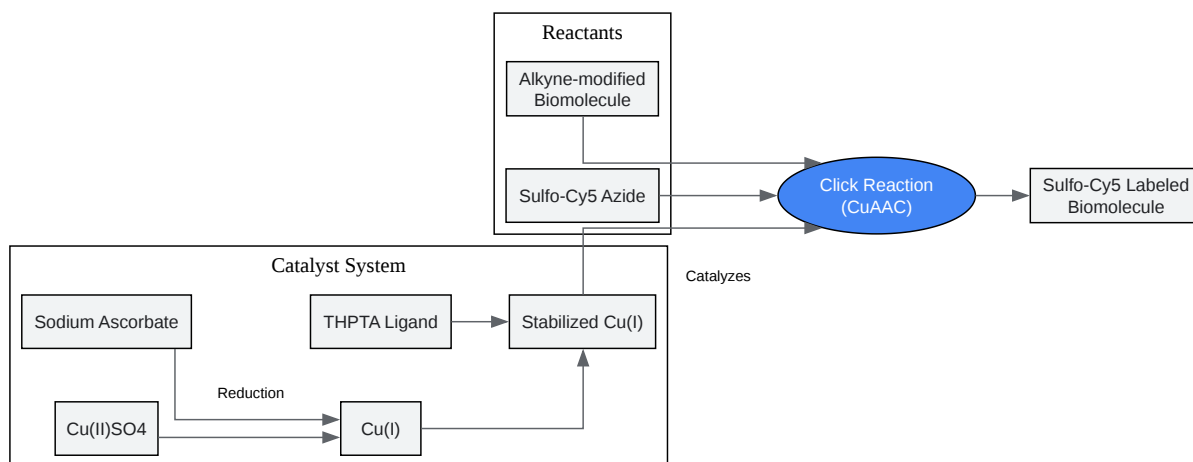 Reactants
Alkyne-modified
Biomolecule
Sulfo-Cy5 Azide
Click Reaction
(CuAAC)
Sulfo-Cy5 Labeled
Biomolecule
Catalyst System
Catalyzes
Sodium Ascorbate
THPTA Ligand
Stabilized Cu(I)
Reduction
Cu(II)SO4
Cu(I)